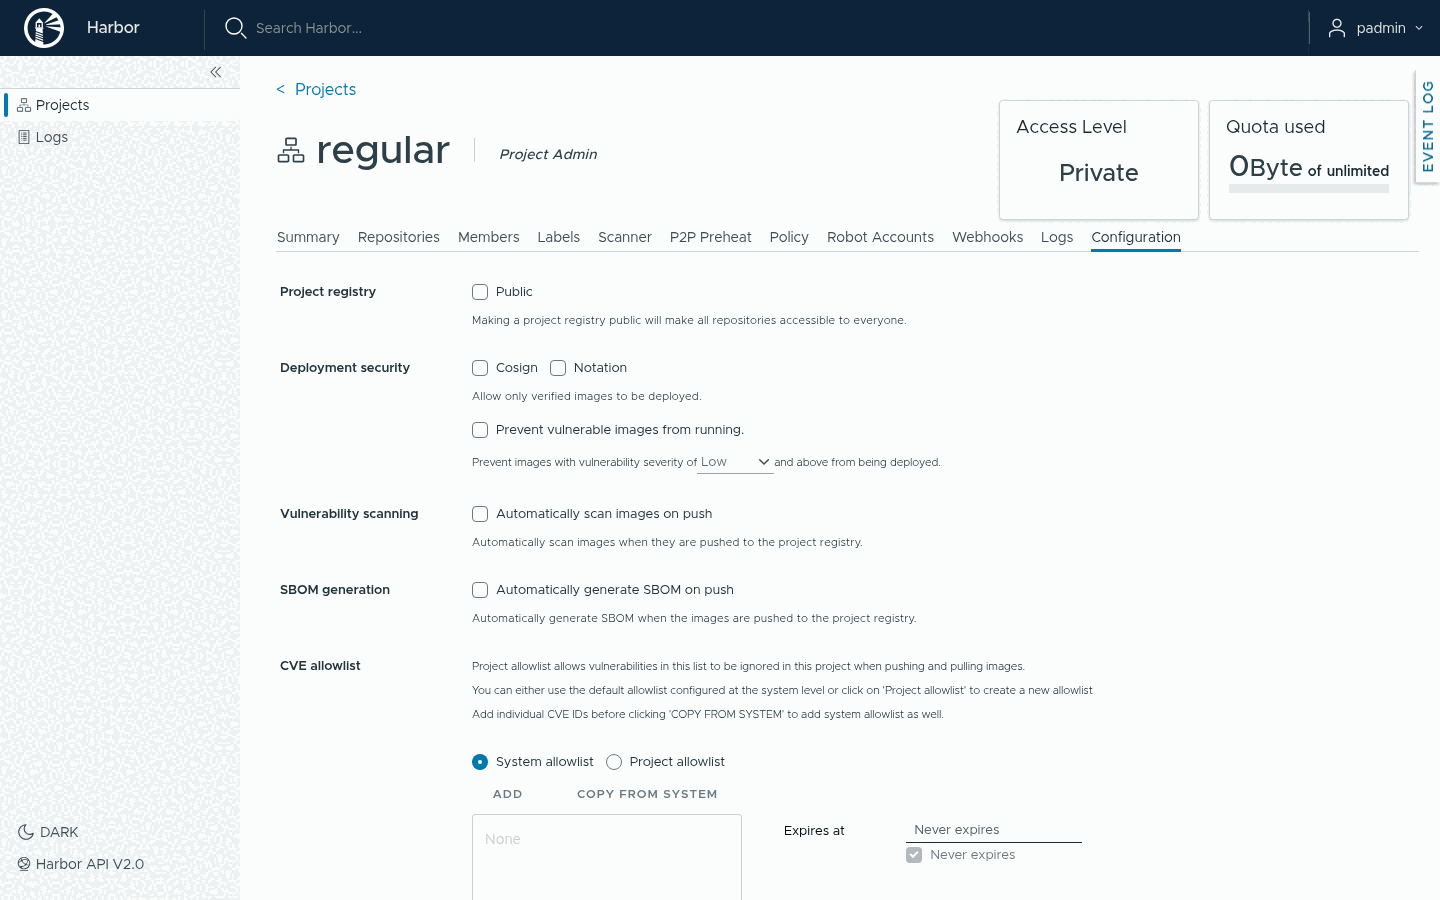 Harbor
Search Harbor...
padmin
Projects
Logs
DARK
Harbor API V2.0
< Projects
regular
Project Admin
Access Level
Private
Quota used
0Byte of unlimited
EVENT LOG
Summary Repositories Members Labels Scanner P2P Preheat Policy Robot Accounts Webhooks Logs Configuration
Project registry
Public
Making a project registry public will make all repositories accessible to everyone.
Deployment security
Cosign Notation
Allow only verified images to be deployed.
Prevent vulnerable images from running.
Prevent images with vulnerability severity of Low and above from being deployed.
Vulnerability scanning
Automatically scan images on push
Automatically scan images when they are pushed to the project registry.
SBOM generation
Automatically generate SBOM on push
Automatically generate SBOM when the images are pushed to the project registry.
CVE allowlist
Project allowlist allows vulnerabilities in this list to be ignored in this project when pushing and pulling images.
You can either use the default allowlist configured at the system level or click on 'Project allowlist' to create a new allowlist
Add individual CVE IDs before clicking 'COPY FROM SYSTEM' to add system allowlist as well.
System allowlist Project allowlist
ADD COPY FROM SYSTEM
None
Expires at
Never expires
Never expires